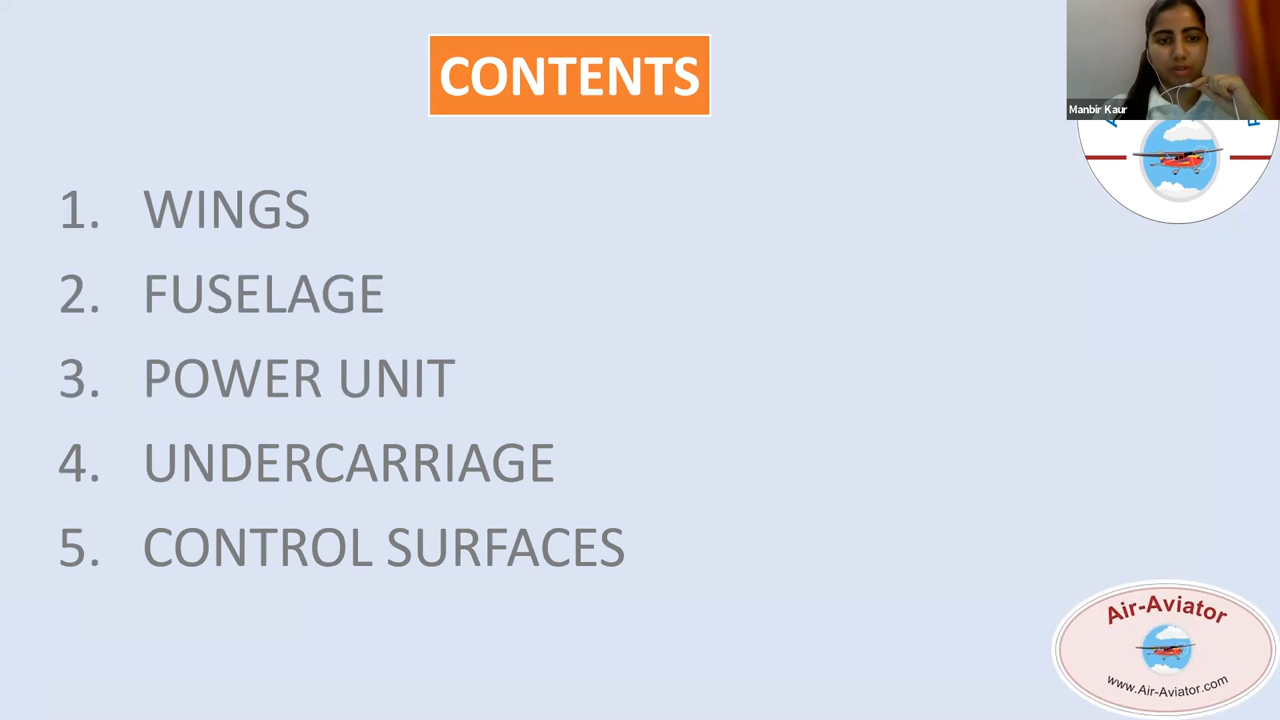 CONTENTS
Manbir Kaur
1. WINGS
2. FUSELAGE
3. POWER UNIT
4. UNDERCARRIAGE
5. CONTROL SURFACES
Air-Aviator
www.Air-Aviator.com